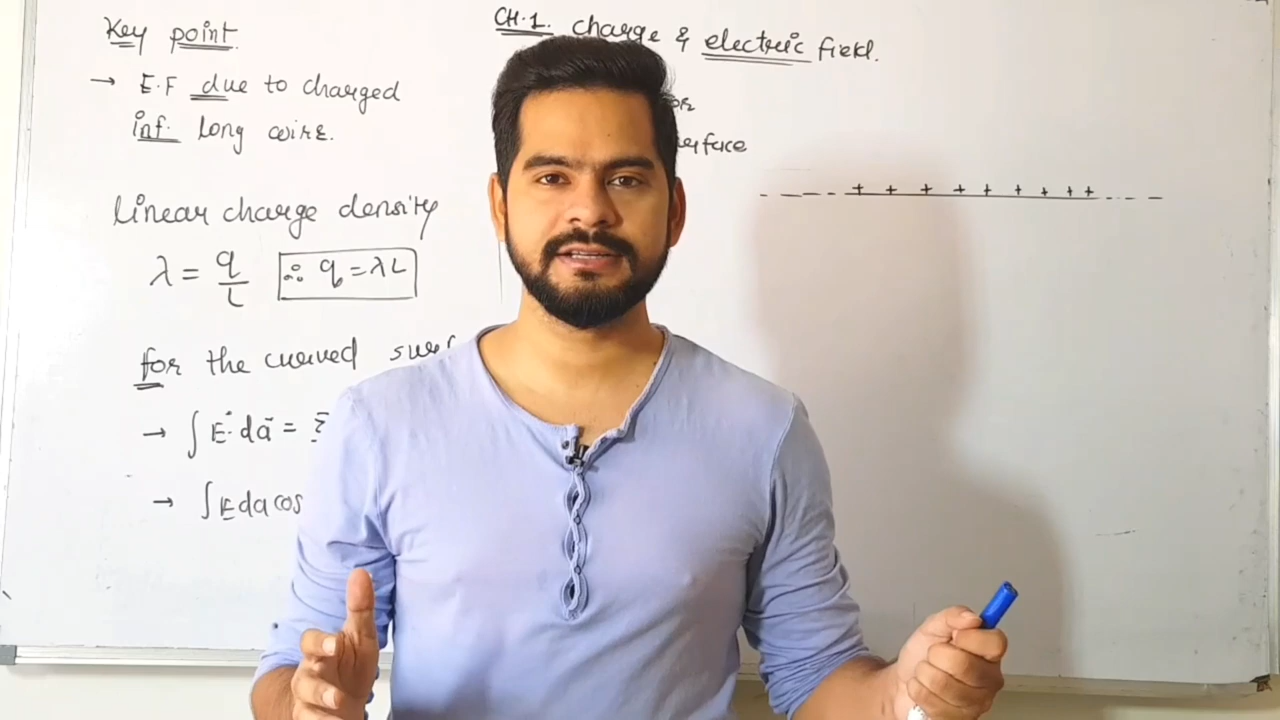 Key point.
→ E.F due to charged
inf. long wire.
linear charge density
λ = q/L ∴ q = λL
for the curved
→ ∫ E · da = ?
→ ∫ E da cos
CH.1. charge & electric field.
+ + + + + + + + +